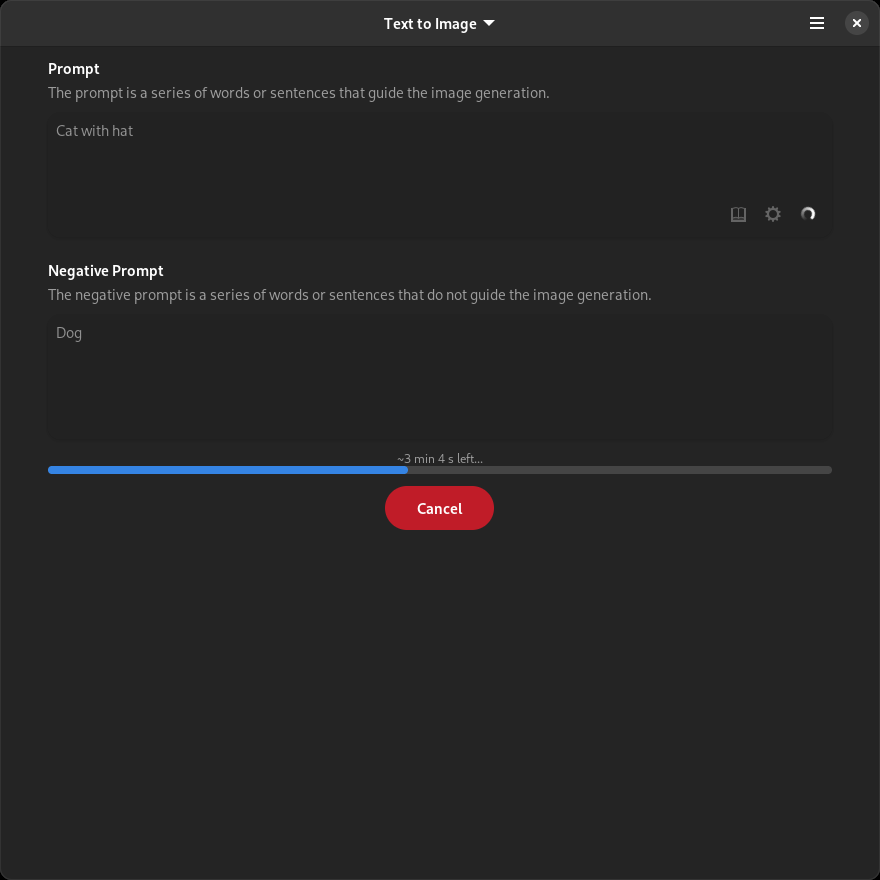 Text to Image
Prompt
The prompt is a series of words or sentences that guide the image generation.
Cat with hat
Negative Prompt
The negative prompt is a series of words or sentences that do not guide the image generation.
Dog
~3 min 4 s left...
Cancel